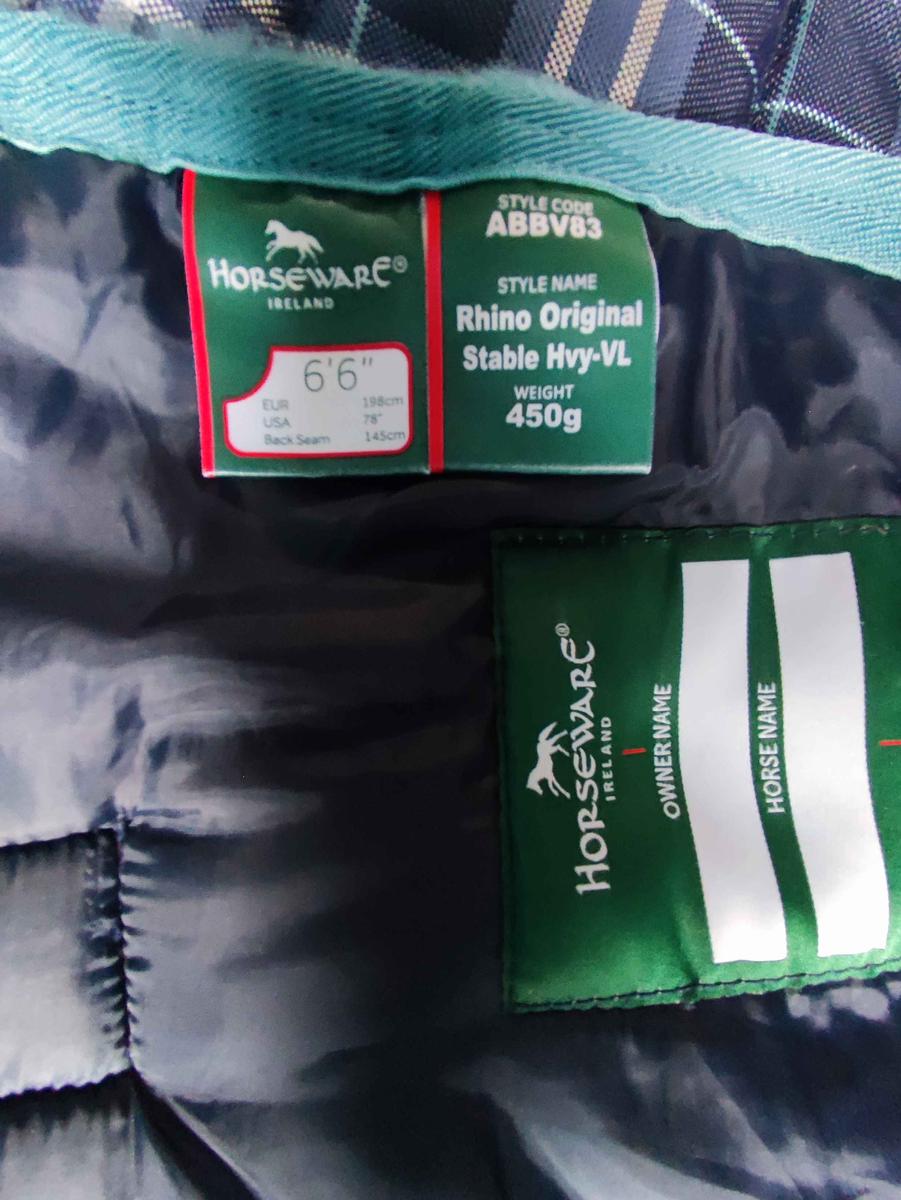 HORSEWARE®
IRELAND
6'6"
EUR 198cm
USA 78"
Back Seam 145cm
STYLE CODE
ABBV83
STYLE NAME
Rhino Original
Stable Hvy-VL
WEIGHT
450g
HORSEWARE®
IRELAND
OWNER NAME
HORSE NAME